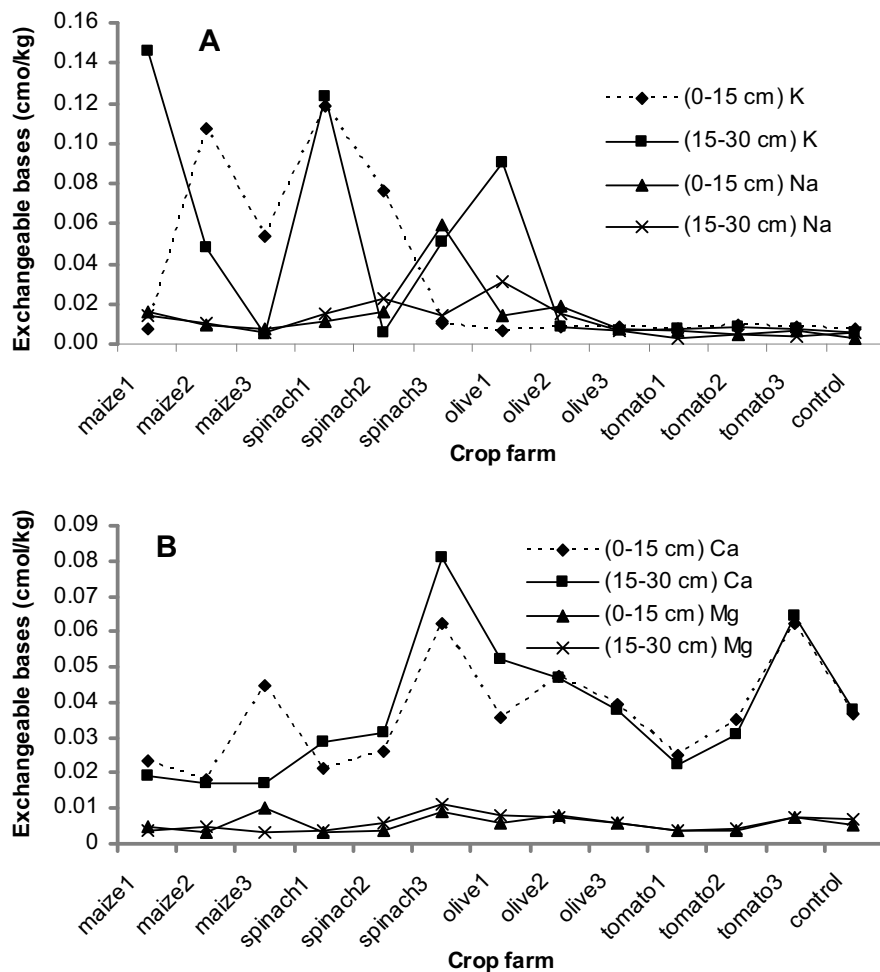 A
Exchangeable bases (cmo/kg)
0.16
0.14
0.12
0.10
0.08
0.06
0.04
0.02
0.00
(0-15 cm) K
(15-30 cm) K
(0-15 cm) Na
(15-30 cm) Na
maize1
maize2
maize3
spinach1
spinach2
spinach3
olive1
olive2
olive3
tomato1
tomato2
tomato3
control
Crop farm
B
Exchangeable bases (cmol/kg)
0.09
0.08
0.07
0.06
0.05
0.04
0.03
0.02
0.01
0
(0-15 cm) Ca
(15-30 cm) Ca
(0-15 cm) Mg
(15-30 cm) Mg
maize1
maize2
maize3
spinach1
spinach2
spinach3
olive1
olive2
olive3
tomato1
tomato2
tomato3
control
Crop farm